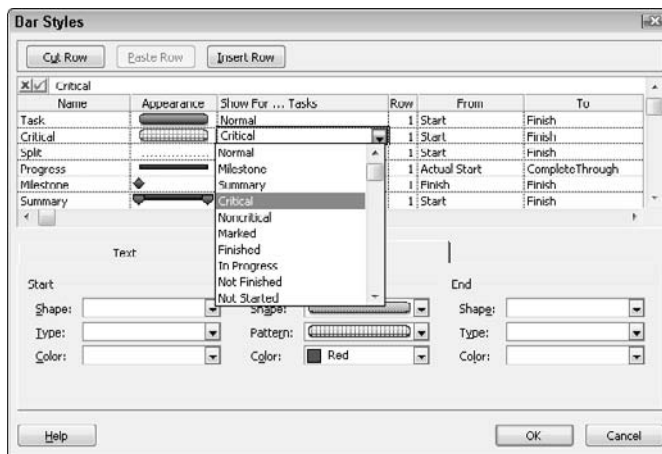 Bar Styles
Cut Row Paste Row Insert Row
Critical
Name Appearance Show For ... Tasks Row From To
Task Normal 1 Start Finish
Critical Critical 1 Start Finish
Split Normal 1 Start Finish
Progress Milestone 1 Actual Start CompleteThrough
Milestone Summary 1 Finish Finish
Summary Critical 1 Start Finish
Noncritical
Marked
Finished
In Progress
Not Finished
Not Started
Text
Start End
Shape: Shape: Shape:
Type: Pattern: Type:
Color: Color: Red Color:
Help OK Cancel